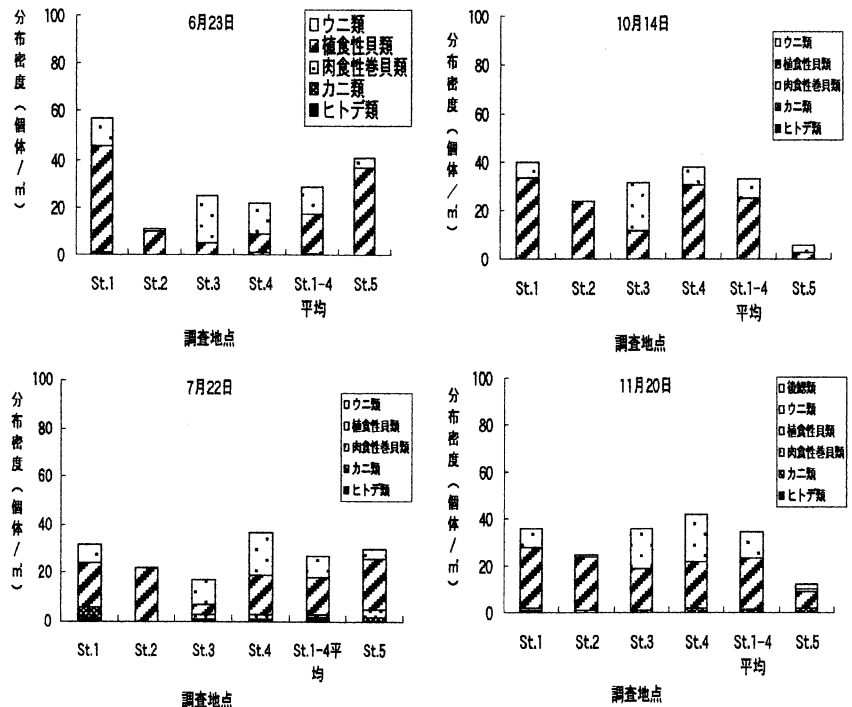 6月23日
分布密度（個体/㎡）
100
80
60
40
20
0
□ウニ類
植食性貝類
肉食性巻貝類
カニ類
ヒトデ類
St.1 St.2 St.3 St.4 St.1-4平均 St.5
調査地点
10月14日
分布密度（個体/㎡）
100
80
60
40
20
0
ウニ類
植食性貝類
肉食性巻貝類
カニ類
ヒトデ類
St.1 St.2 St.3 St.4 St.1-4平均 St.5
調査地点
7月22日
分布密度（個体/㎡）
100
80
60
40
20
0
ウニ類
植食性貝類
肉食性巻貝類
カニ類
ヒトデ類
St.1 St.2 St.3 St.4 St.1-4平均 St.5
調査地点
11月20日
分布密度（個体/㎡）
100
80
60
40
20
0
後鰓類
ウニ類
植食性貝類
肉食性巻貝類
カニ類
ヒトデ類
St.1 St.2 St.3 St.4 St.1-4平均 St.5
調査地点